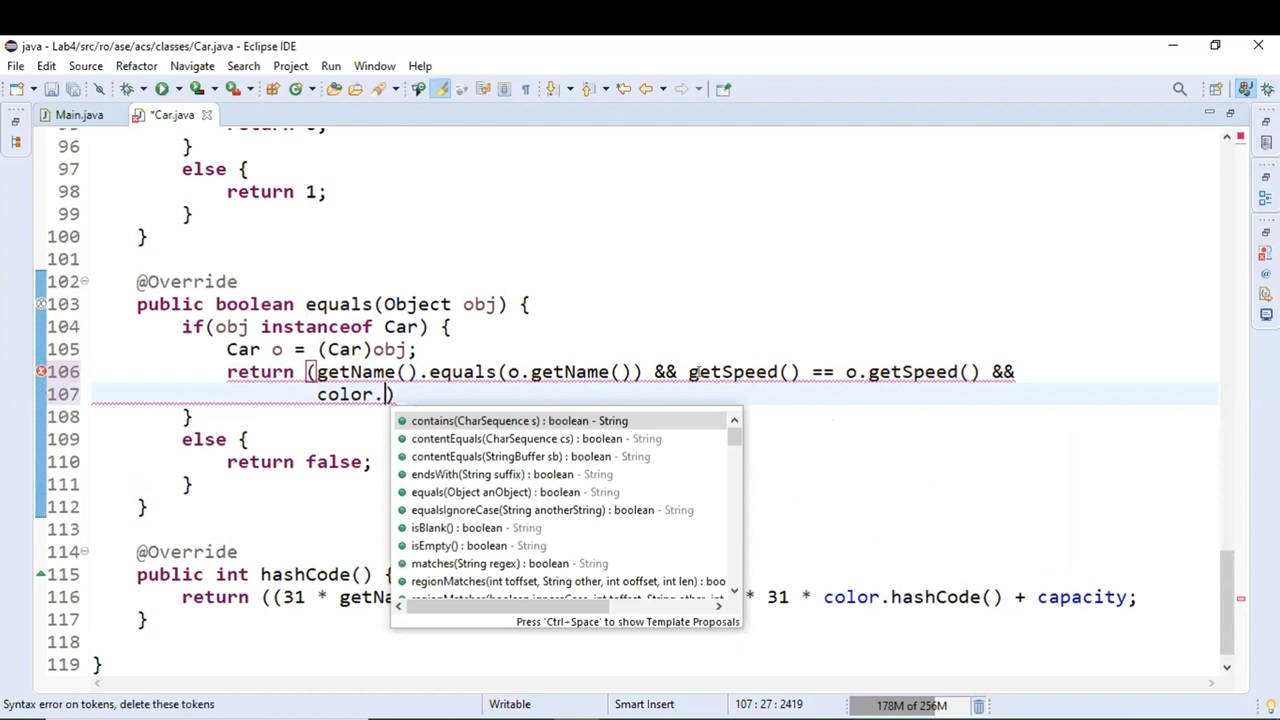 java - Lab4/src/ro/ase/acs/classes/Car.java - Eclipse IDE
File Edit Source Refactor Navigate Search Project Run Window Help
Main.java *Car.java
96 }
97 else {
98 return 1;
99 }
100 }
101
102 @Override
103 public boolean equals(Object obj) {
104 if(obj instanceof Car) {
105 Car o = (Car)obj;
106 return (getName().equals(o.getName()) && getSpeed() == o.getSpeed() &&
107 color.)
108 }
109 else {
110 return false;
111 }
112 }
113
114 @Override
115 public int hashCode() {
116 return ((31 * getNa * 31 * color.hashCode() + capacity;
117 }
118
119 }
contains(CharSequence s) : boolean - String
contentEquals(CharSequence cs) : boolean - String
contentEquals(StringBuffer sb) : boolean - String
endsWith(String suffix) : boolean - String
equals(Object anObject) : boolean - String
equalsIgnoreCase(String anotherString) : boolean - String
isBlank() : boolean - String
isEmpty() : boolean - String
matches(String regex) : boolean - String
regionMatches(int toffset, String other, int ooffset, int len) : boo
Press 'Ctrl+Space' to show Template Proposals
Syntax error on tokens, delete these tokens Writable Smart Insert 107 : 27 : 2419 178M of 256M